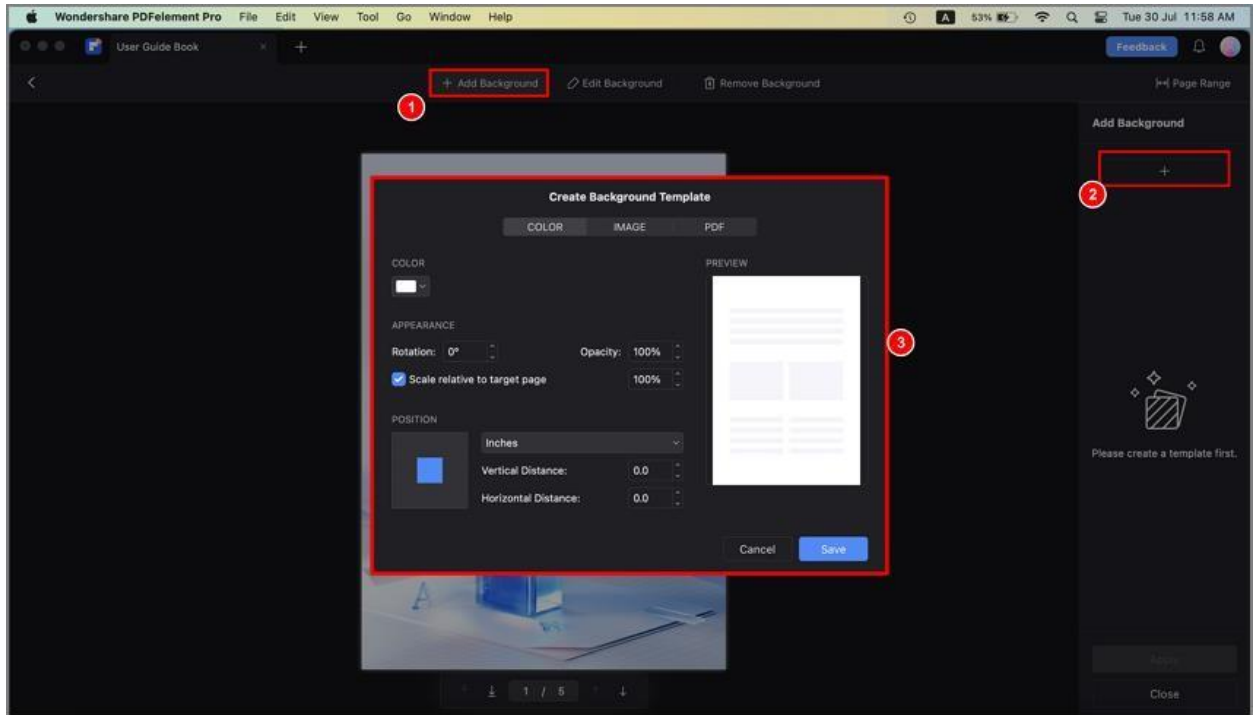 Wondershare PDFelement Pro File Edit View Tool Go Window Help A 53% Tue 30 Jul 11:58 AM
User Guide Book × + Feedback
+ Add Background Edit Background Remove Background Page Range
1
Add Background
+
2
Create Background Template
COLOR IMAGE PDF
COLOR PREVIEW
APPEARANCE
Rotation: 0° Opacity: 100%
3
Scale relative to target page 100%
POSITION
Inches
Vertical Distance: 0.0
Horizontal Distance: 0.0
Please create a template first.
Cancel Save
A
1 / 5
Apply
Close